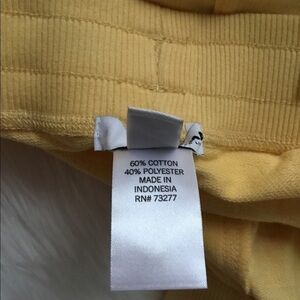 60% COTTON
40% POLYESTER
MADE IN
INDONESIA
RN# 73277